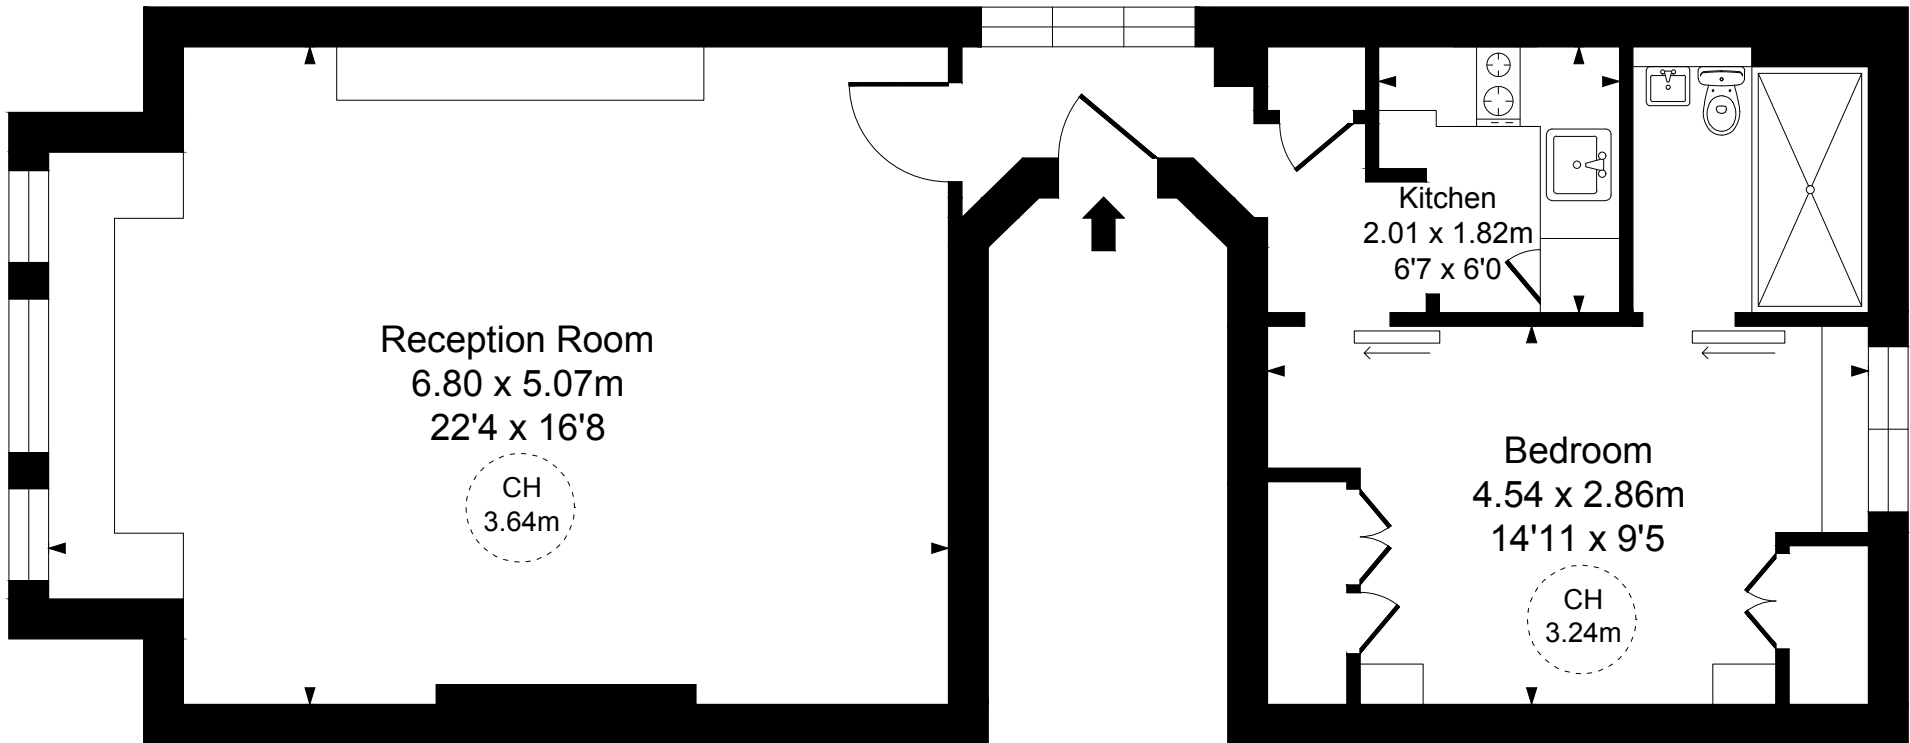 Reception Room
6.80 x 5.07m
22'4 x 16'8
CH
3.64m
Kitchen
2.01 x 1.82m
6'7 x 6'0
Bedroom
4.54 x 2.86m
14'11 x 9'5
CH
3.24m